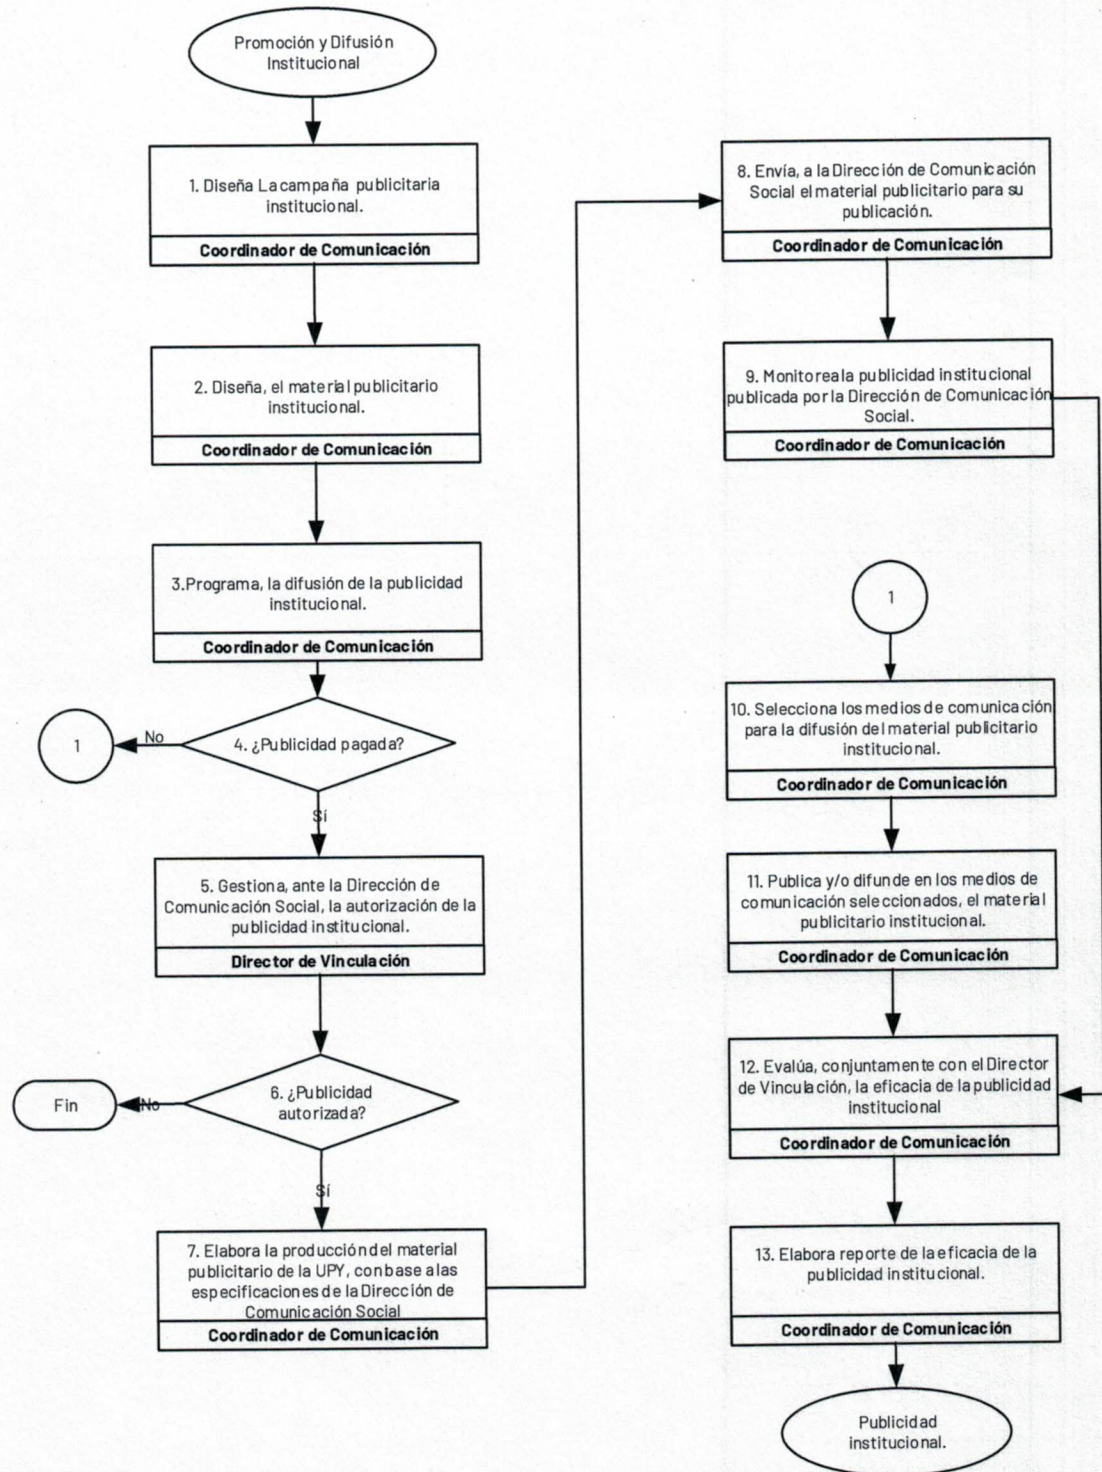 Promoción y Difusión
Institucional
1. Diseña La campaña publicitaria
institucional.
Coordinador de Comunicación
2. Diseña, el material publicitario
institucional.
Coordinador de Comunicación
3.Programa, la difusión de la publicidad
institucional.
Coordinador de Comunicación
4. ¿Publicidad pagada?
No
1
Sí
5. Gestiona, ante la Dirección de
Comunicación Social, la autorización de la
publicidad institucional.
Director de Vinculación
6. ¿Publicidad
autorizada?
No
Fin
Sí
7. Elabora la producción del material
publicitario de la UPY, con base a las
especificaciones de la Dirección de
Comunicación Social
Coordinador de Comunicación
8. Envía, a la Dirección de Comunicación
Social el material publicitario para su
publicación.
Coordinador de Comunicación
9. Monitorea la publicidad institucional
publicada por la Dirección de Comunicación
Social.
Coordinador de Comunicación
1
10. Selecciona los medios de comunicación
para la difusión del material publicitario
institucional.
Coordinador de Comunicación
11. Publica y/o difunde en los medios de
comunicación seleccionados, el material
publicitario institucional.
Coordinador de Comunicación
12. Evalúa, conjuntamente con el Director
de Vinculación, la eficacia de la publicidad
institucional
Coordinador de Comunicación
13. Elabora reporte de la eficacia de la
publicidad institucional.
Coordinador de Comunicación
Publicidad
institucional.